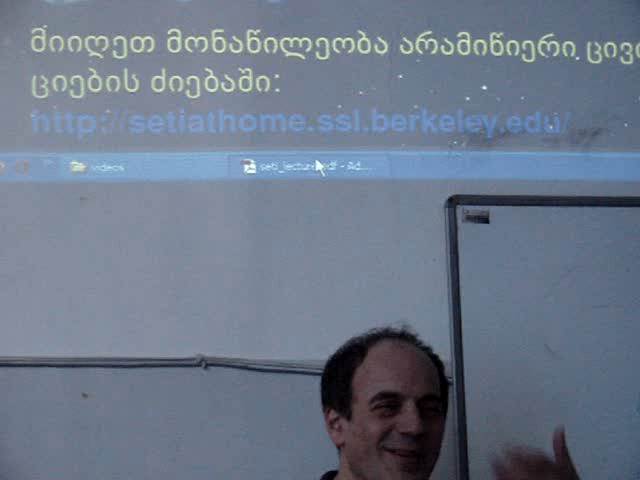 მიიღეთ მონაწილეობა არამიწიერი
ციების ძიებაში:
http://setiathome.ssl.berkeley.edu/
videos
seti_lecture.pdf - Ad...